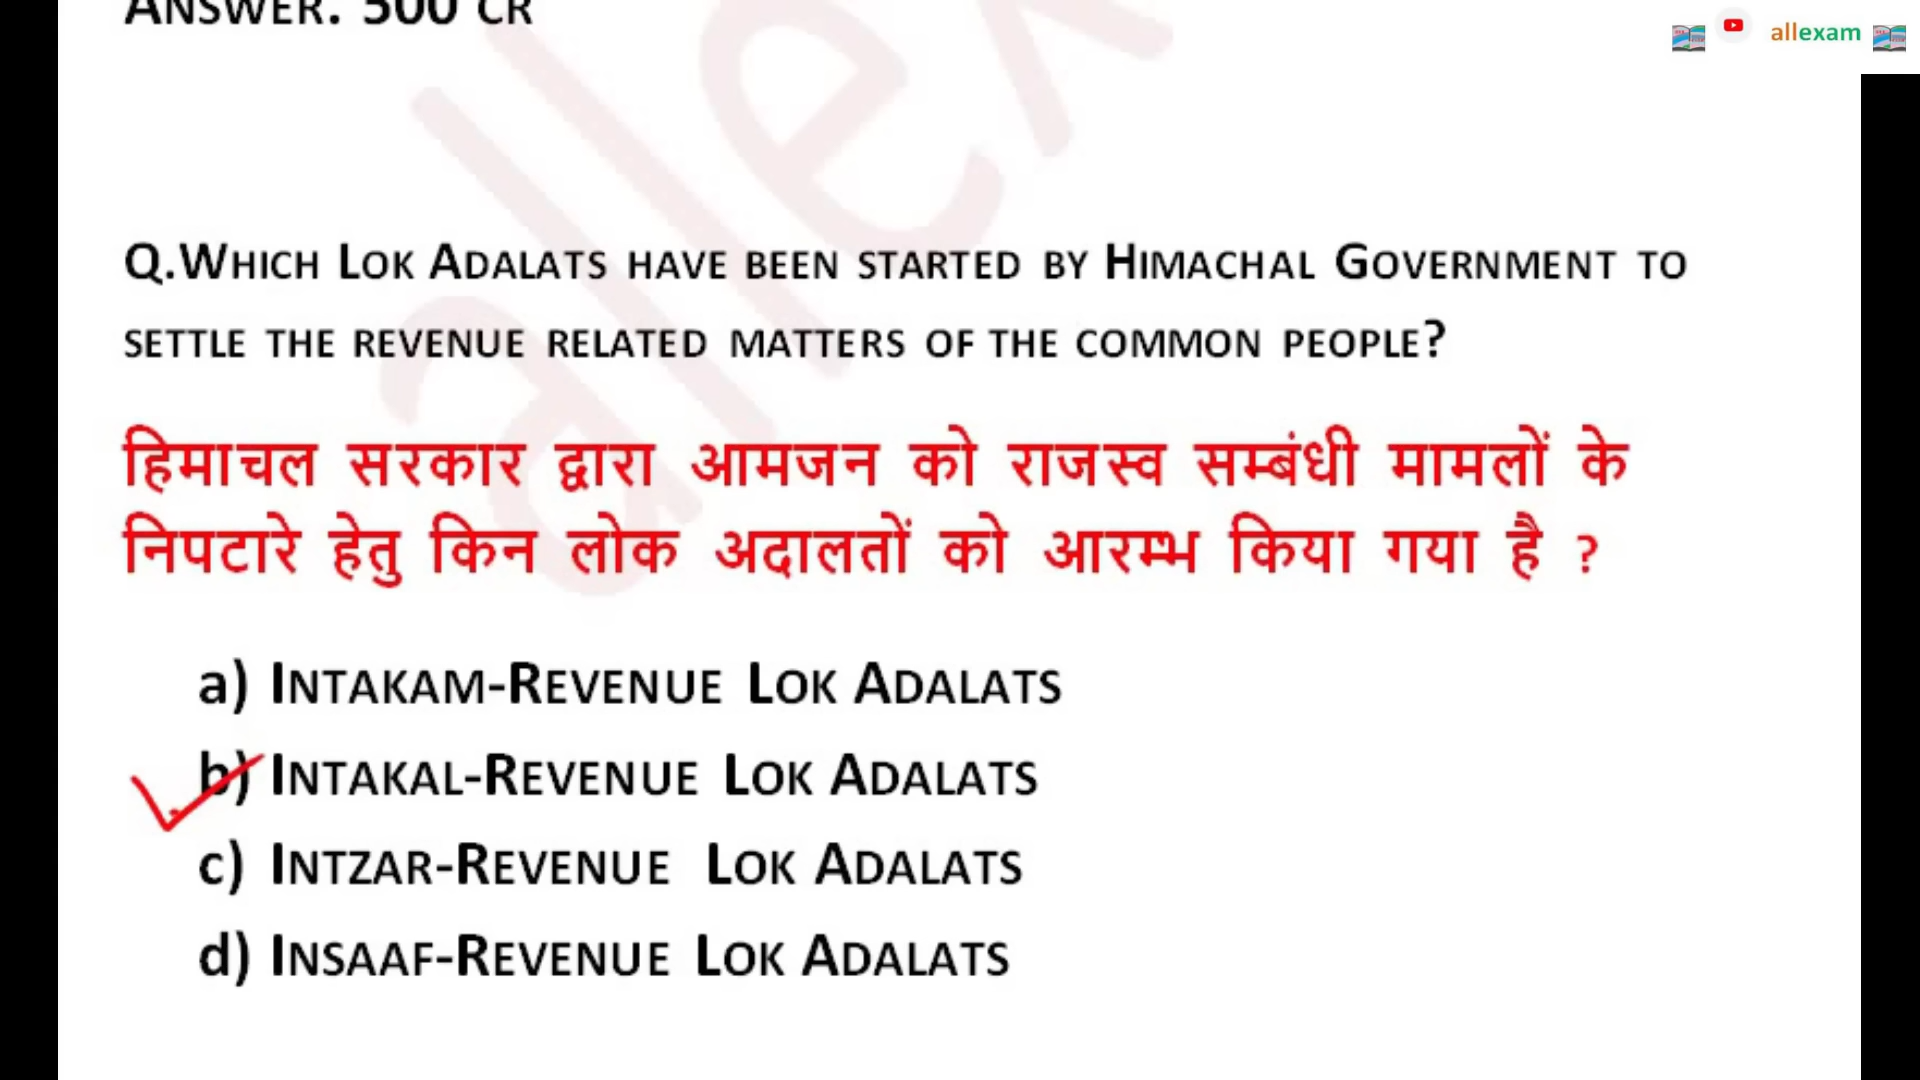 ANSWER: 500 CR
allexam
Q.WHICH LOK ADALATS HAVE BEEN STARTED BY HIMACHAL GOVERNMENT TO
SETTLE THE REVENUE RELATED MATTERS OF THE COMMON PEOPLE?
हिमाचल सरकार द्वारा आमजन को राजस्व सम्बंधी मामलों के
निपटारे हेतु किन लोक अदालतों को आरम्भ किया गया है ?
a) INTAKAM-REVENUE LOK ADALATS
b) INTAKAL-REVENUE LOK ADALATS
c) INTZAR-REVENUE LOK ADALATS
d) INSAAF-REVENUE LOK ADALATS
allex